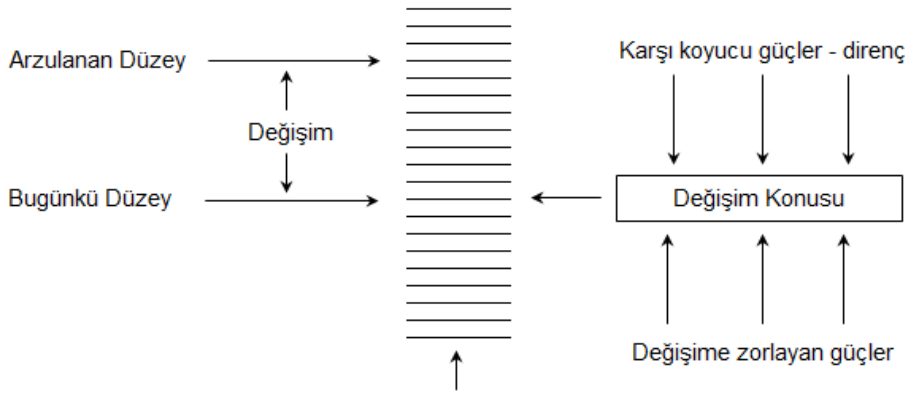 Arzulanan Düzey
Karşı koyucu güçler - direnç
Değişim
Bugünkü Düzey
Değişim Konusu
Değişime zorlayan güçler